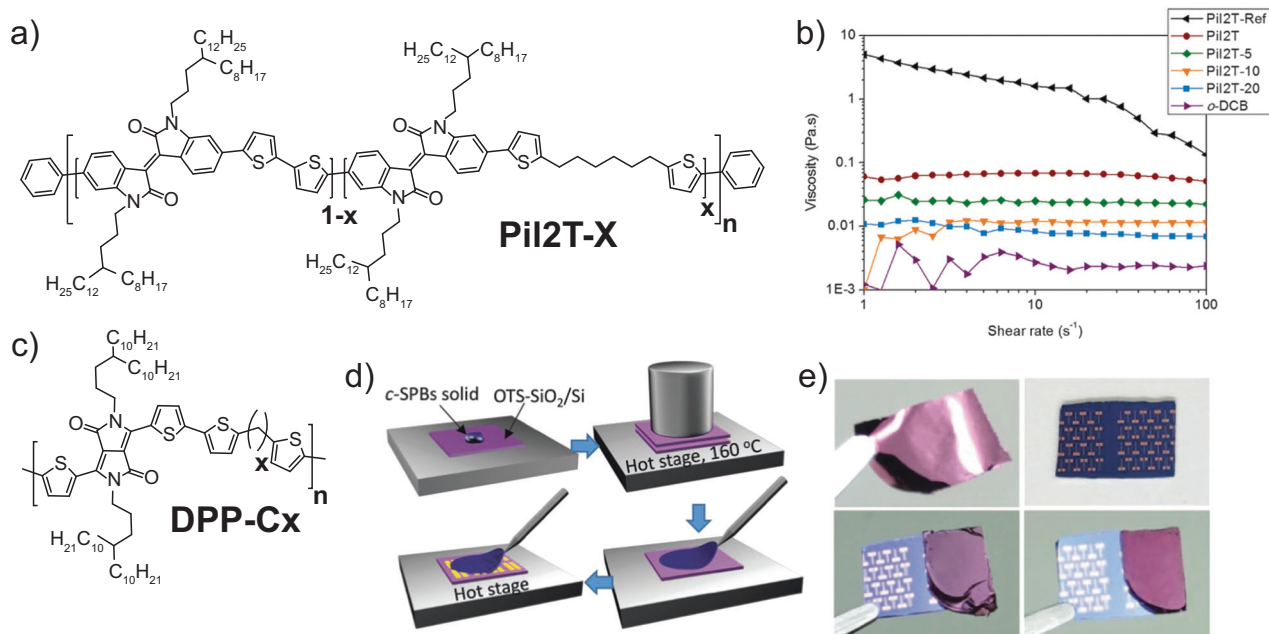 a)
C12H25
C8H17
N
O
O
N
H25C12
C8H17
S
S
1-x
C12H25
C8H17
N
O
O
N
H25C12
C8H17
S
S
x
n
PiI2T-X
b)
PiI2T-Ref
PiI2T
PiI2T-5
PiI2T-10
PiI2T-20
o-DCB
Viscosity (Pa.s)
10
1
0.1
0.01
1E-3
1
10
100
Shear rate (s-1)
c)
C10H21
C10H21
O
N
S
S
S
x
S
N
O
n
H21C10
C10H21
DPP-Cx
d)
c-SPBs solid
OTS-SiO2/Si
Hot stage, 160 °C
Hot stage
e)